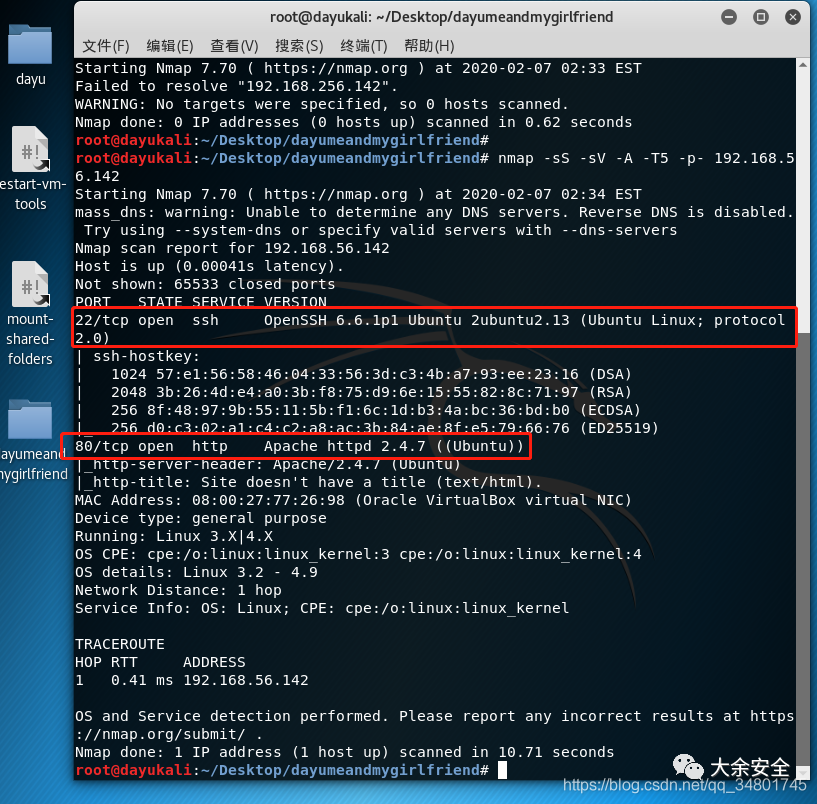 root@dayukali: ~/Desktop/dayumeandmygirlfriend
文件(F) 编辑(E) 查看(V) 搜索(S) 终端(T) 帮助(H)
dayu
estart-vm-
tools
mount-
shared-
folders
ayumeand
mygirlfriend
Starting Nmap 7.70 ( https://nmap.org ) at 2020-02-07 02:33 EST
Failed to resolve "192.168.256.142".
WARNING: No targets were specified, so 0 hosts scanned.
Nmap done: 0 IP addresses (0 hosts up) scanned in 0.62 seconds
root@dayukali:~/Desktop/dayumeandmygirlfriend#
root@dayukali:~/Desktop/dayumeandmygirlfriend# nmap -sS -sV -A -T5 -p- 192.168.5
6.142
Starting Nmap 7.70 ( https://nmap.org ) at 2020-02-07 02:34 EST
mass_dns: warning: Unable to determine any DNS servers. Reverse DNS is disabled.
Try using --system-dns or specify valid servers with --dns-servers
Nmap scan report for 192.168.56.142
Host is up (0.00041s latency).
Not shown: 65533 closed ports
PORT   STATE SERVICE VERSION
22/tcp open  ssh     OpenSSH 6.6.1p1 Ubuntu 2ubuntu2.13 (Ubuntu Linux; protocol
2.0)
| ssh-hostkey:
|   1024 57:e1:56:58:46:04:33:56:3d:c3:4b:a7:93:ee:23:16 (DSA)
|   2048 3b:26:4d:e4:a0:3b:f8:75:d9:6e:15:55:82:8c:71:97 (RSA)
|   256 8f:48:97:9b:55:11:5b:f1:6c:1d:b3:4a:bc:36:bd:b0 (ECDSA)
|_  256 d0:c3:02:a1:c4:c2:a8:ac:3b:84:ae:8f:e5:79:66:76 (ED25519)
80/tcp open  http    Apache httpd 2.4.7 ((Ubuntu))
|_http-server-header: Apache/2.4.7 (Ubuntu)
|_http-title: Site doesn't have a title (text/html).
MAC Address: 08:00:27:77:26:98 (Oracle VirtualBox virtual NIC)
Device type: general purpose
Running: Linux 3.X|4.X
OS CPE: cpe:/o:linux:linux_kernel:3 cpe:/o:linux:linux_kernel:4
OS details: Linux 3.2 - 4.9
Network Distance: 1 hop
Service Info: OS: Linux; CPE: cpe:/o:linux:linux_kernel
TRACEROUTE
HOP RTT     ADDRESS
1   0.41 ms 192.168.56.142
OS and Service detection performed. Please report any incorrect results at https
://nmap.org/submit/ .
Nmap done: 1 IP address (1 host up) scanned in 10.71 seconds
root@dayukali:~/Desktop/dayumeandmygirlfriend#
大余安全
https://blog.csdn.net/qq_34801745